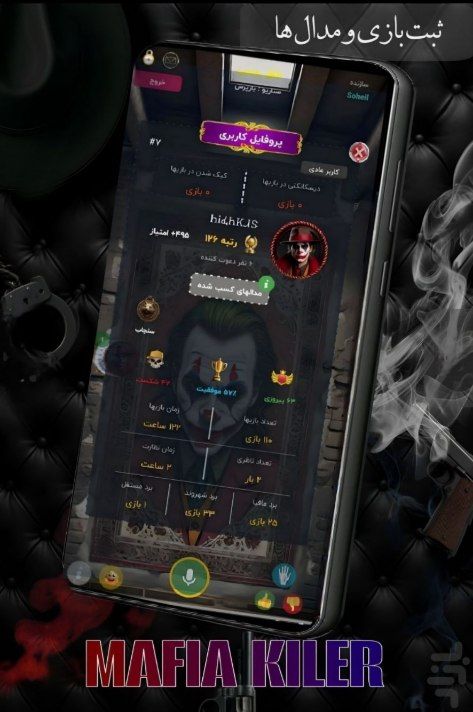 ثبت بازی و مدال ها
سازنده
Soheil
خروج
سناریو : بازپرس
پروفایل کاربری
#۷
کاربر عادی
دیسکانکتی در بازیها
۰ بازی
کیک شدن در بازیها
۰ بازی
رتبه ۱۲۶
۴۹۵+ امتیاز
۶ نفر دعوت کننده
مدالهای کسب شده
سنجاب
۶۳ پیروزی
۵۷٪ موفقیت
۴۷ شکست
تعداد بازیها
۱۱۰ بازی
زمان بازیها
۱۲۲ ساعت
تعداد ناظری
۲ بار
زمان نظارت
۲ ساعت
برد مافیا
۲۵ بازی
برد شهروند
۳۳ بازی
برد مستقل
۱ بازی
MAFIA KILER